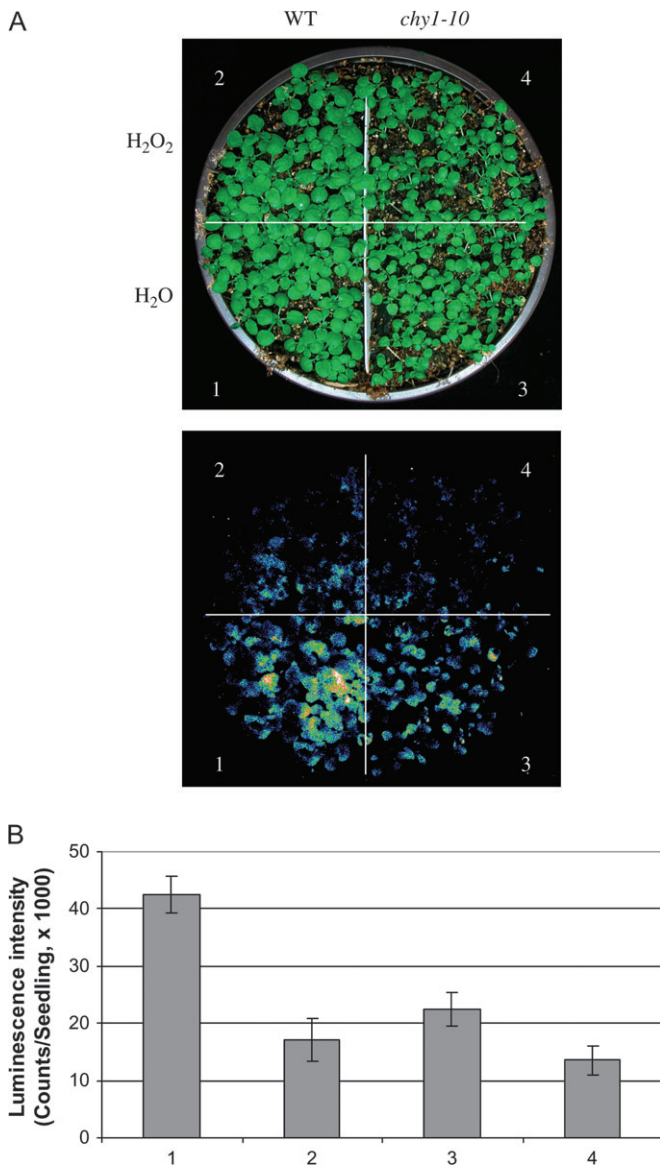 A
WT chy1-10
2 4
H₂O₂
H₂O
1 3
2 4
1 3
B
Luminescence intensity
(Counts/Seedling, x 1000)
50
40
30
20
10
0
1 2 3 4